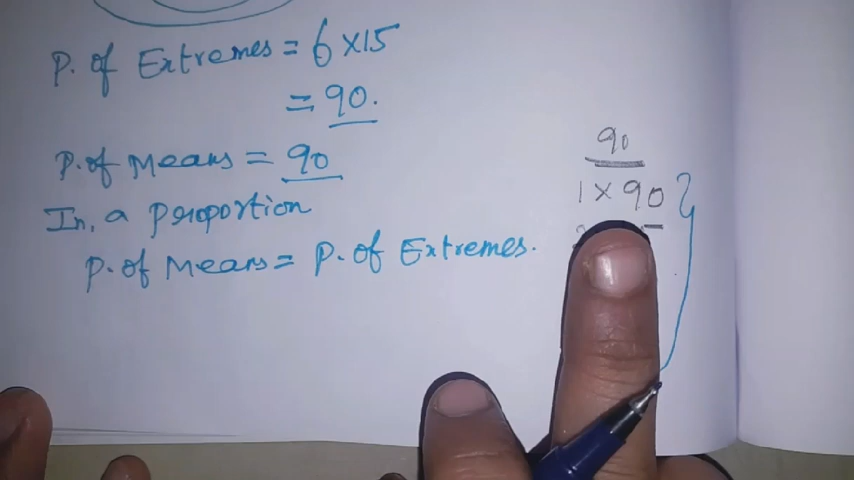 P. of Extremes = 6 × 15
= 90.
P. of Means = 90
In, a proportion
P. of Means = P. of Extremes.
90
1 × 90